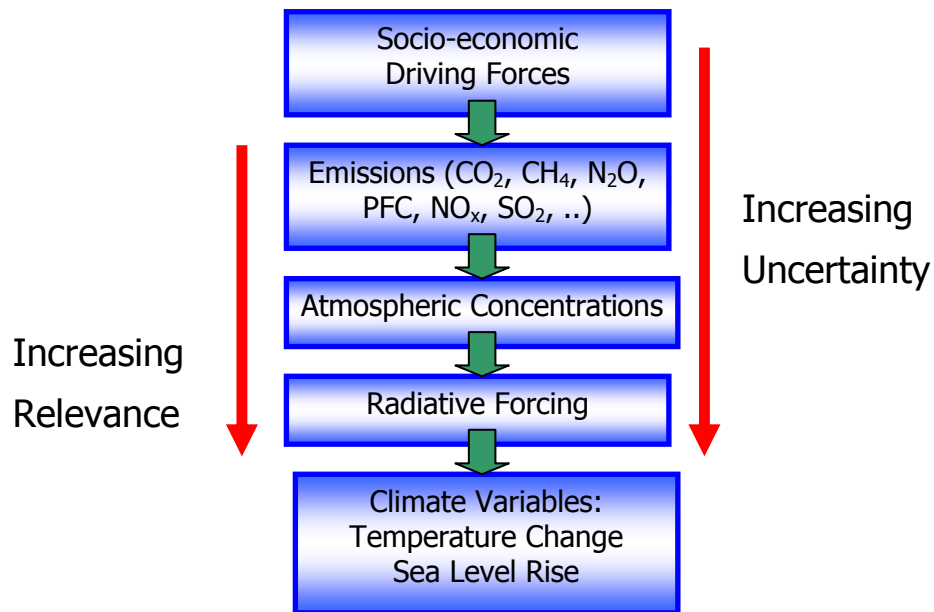 Socio-economic
Driving Forces
Emissions (CO₂, CH₄, N₂O,
PFC, NOₓ, SO₂, ..)
Atmospheric Concentrations
Radiative Forcing
Climate Variables:
Temperature Change
Sea Level Rise
Increasing
Relevance
Increasing
Uncertainty